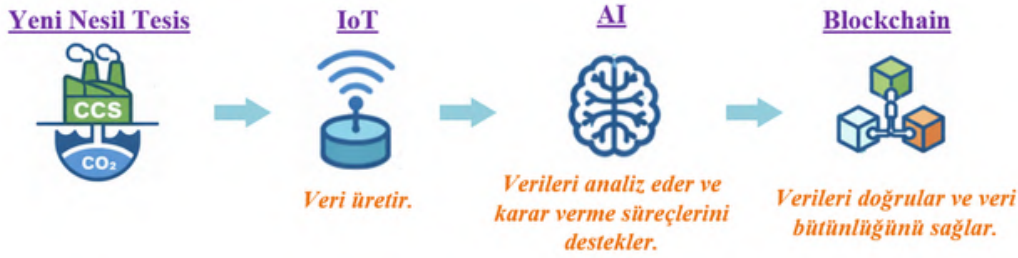 Yeni Nesil Tesis
IoT
AI
Blockchain
CCS
CO₂
Veri üretir.
Verileri analiz eder ve
karar verme süreçlerini
destekler.
Verileri doğrular ve veri
bütünlüğünü sağlar.